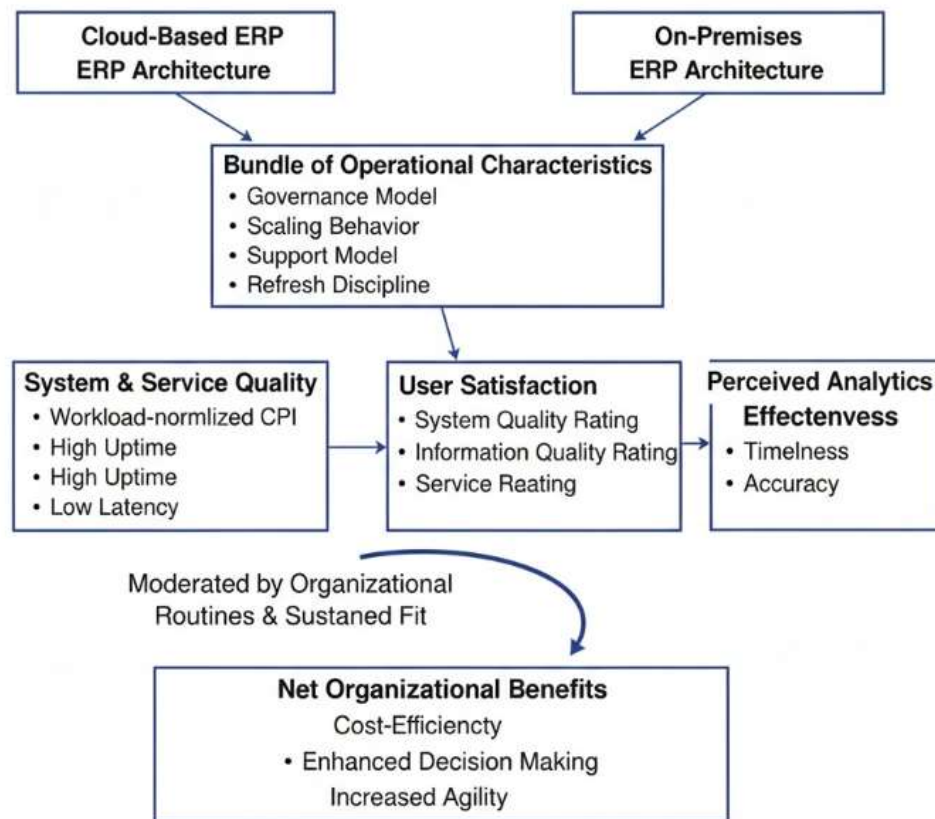 Cloud-Based ERP
ERP Architecture
On-Premises
ERP Architecture
Bundle of Operational Characteristics
• Governance Model
• Scaling Behavior
• Support Model
• Refresh Discipline
System & Service Quality
• Workload-normlized CPI
• High Uptime
• High Uptime
• Low Latency
User Satisfaction
• System Quality Rating
• Information Quality Rating
• Service Reating
Perceived Analytics
Effectenvess
• Timelness
• Accuracy
Moderated by Organizational
Routines & Sustaned Fit
Net Organizational Benefits
Cost-Efficiencty
• Enhanced Decision Making
Increased Agility